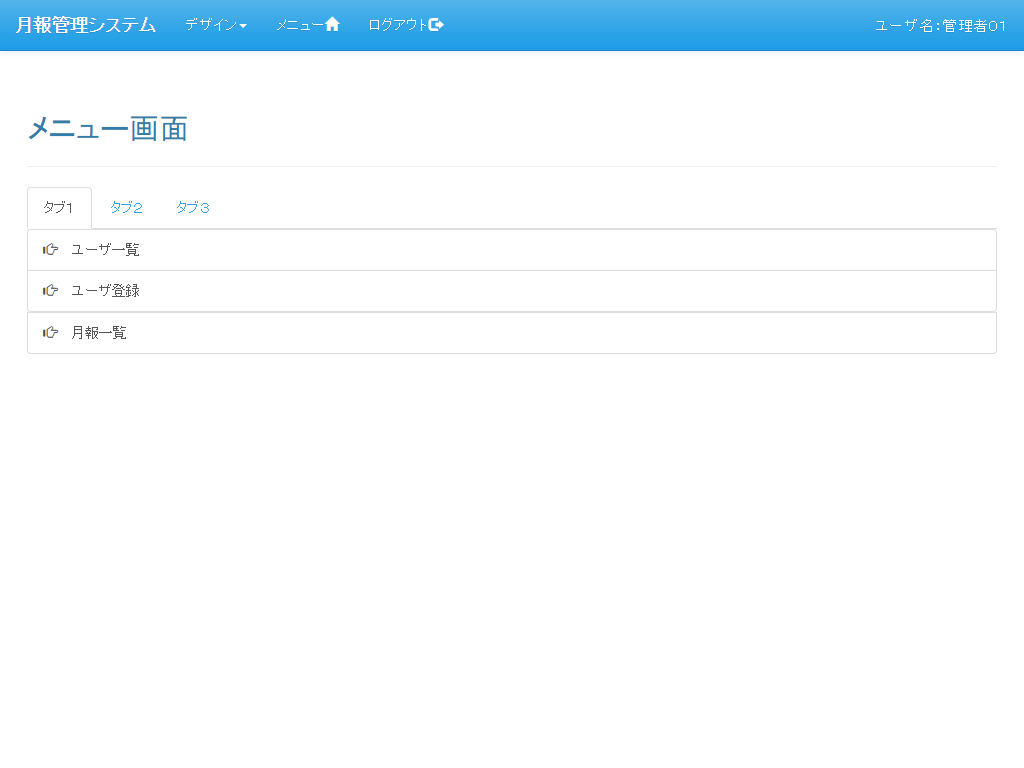 月報管理システム デザイン メニュー ログアウト ユーザ名:管理者01
メニュー画面
タブ1 タブ2 タブ3
ユーザ一覧
ユーザ登録
月報一覧